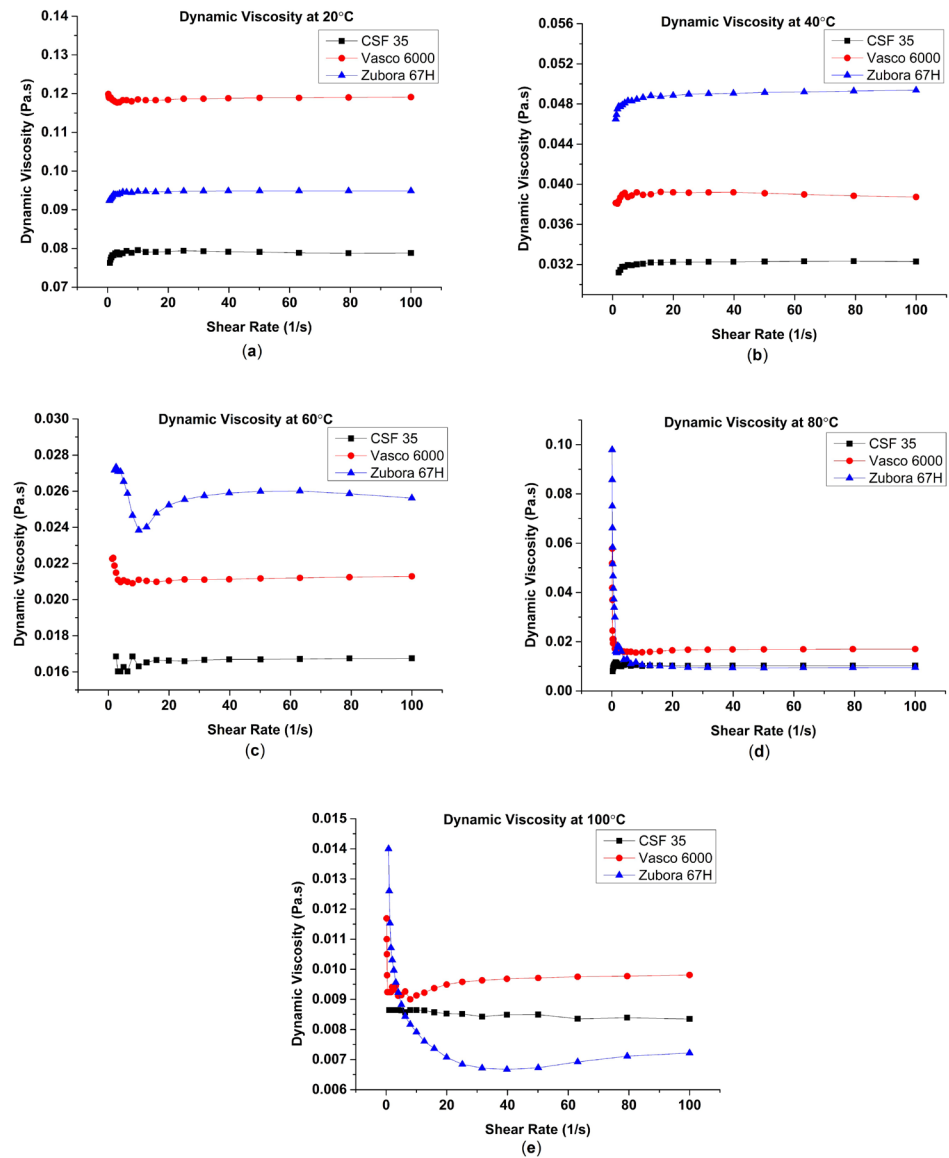 Dynamic Viscosity at 20°C
CSF 35
Vasco 6000
Zubora 67H
0.14
0.13
0.12
0.11
0.10
0.09
0.08
0.07
Dynamic Viscosity (Pa.s)
0 20 40 60 80 100
Shear Rate (1/s)
(a)
Dynamic Viscosity at 40°C
CSF 35
Vasco 6000
Zubora 67H
0.056
0.052
0.048
0.044
0.040
0.036
0.032
Dynamic Viscosity (Pa.s)
0 20 40 60 80 100
Shear Rate (1/s)
(b)
Dynamic Viscosity at 60°C
CSF 35
Vasco 6000
Zubora 67H
0.030
0.028
0.026
0.024
0.022
0.020
0.018
0.016
Dynamic Viscosity (Pa.s)
0 20 40 60 80 100
Shear Rate (1/s)
(c)
Dynamic Viscosity at 80°C
CSF 35
Vasco 6000
Zubora 67H
0.10
0.08
0.06
0.04
0.02
0.00
Dynamic Viscosity (Pa.s)
0 20 40 60 80 100
Shear Rate (1/s)
(d)
Dynamic Viscosity at 100°C
CSF 35
Vasco 6000
Zubora 67H
0.015
0.014
0.013
0.012
0.011
0.010
0.009
0.008
0.007
0.006
Dynamic Viscosity (Pa.s)
0 20 40 60 80 100
Shear Rate (1/s)
(e)